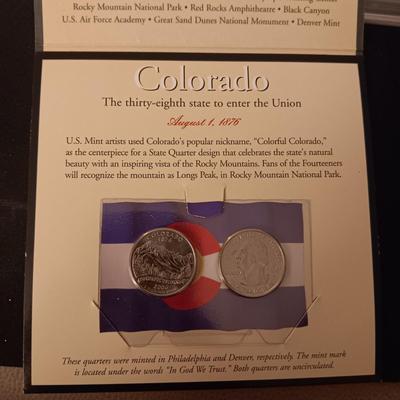 Rocky Mountain National Park • Red Rocks Amphitheatre • Black Canyon
U.S. Air Force Academy • Great Sand Dunes National Monument • Denver Mint
Colorado
The thirty-eighth state to enter the Union
August 1, 1876
U.S. Mint artists used Colorado's popular nickname, "Colorful Colorado,"
as the centerpiece for a State Quarter design that celebrates the state's natural
beauty with an inspiring vista of the Rocky Mountains. Fans of the Fourteeners
will recognize the mountain as Longs Peak, in Rocky Mountain National Park.
COLORADO
1876
2006
These quarters were minted in Philadelphia and Denver, respectively. The mint mark
is located under the words "In God We Trust." Both quarters are uncirculated.